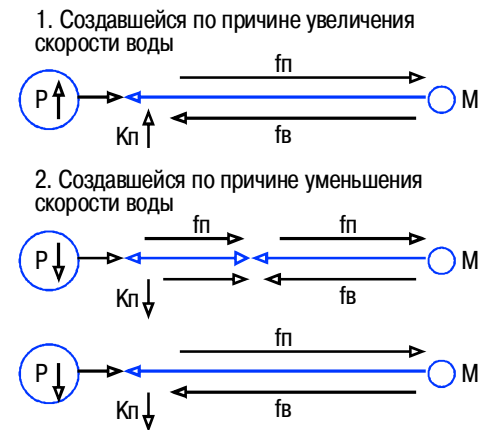 1. Создавшейся по причине увеличения
скорости воды
fп
P
M
Kп
fв
2. Создавшейся по причине уменьшения
скорости воды
fп
fп
P
M
Kп
fв
fп
P
M
Kп
fв